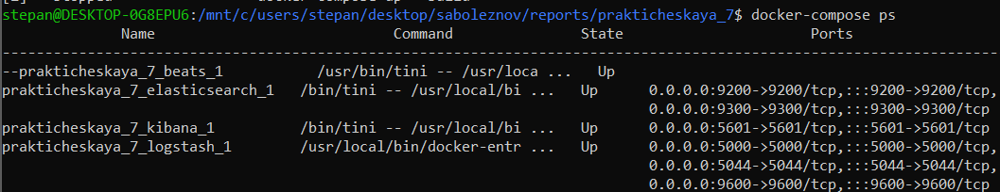 stepan@DESKTOP-0G8EPU6:/mnt/c/users/stepan/desktop/saboleznov/reports/prakticheskaya_7$ docker-compose ps
Name Command State Ports
--------------------------------------------------------------------------------
--prakticheskaya_7_beats_1 /usr/bin/tini -- /usr/loca ... Up
prakticheskaya_7_elasticsearch_1 /bin/tini -- /usr/local/bi ... Up 0.0.0.0:9200->9200/tcp,:::9200->9200/tcp,
0.0.0.0:9300->9300/tcp,:::9300->9300/tcp
prakticheskaya_7_kibana_1 /bin/tini -- /usr/local/bi ... Up 0.0.0.0:5601->5601/tcp,:::5601->5601/tcp
prakticheskaya_7_logstash_1 /usr/local/bin/docker-entr ... Up 0.0.0.0:5000->5000/tcp,:::5000->5000/tcp,
0.0.0.0:5044->5044/tcp,:::5044->5044/tcp,
0.0.0.0:9600->9600/tcp,:::9600->9600/tcp